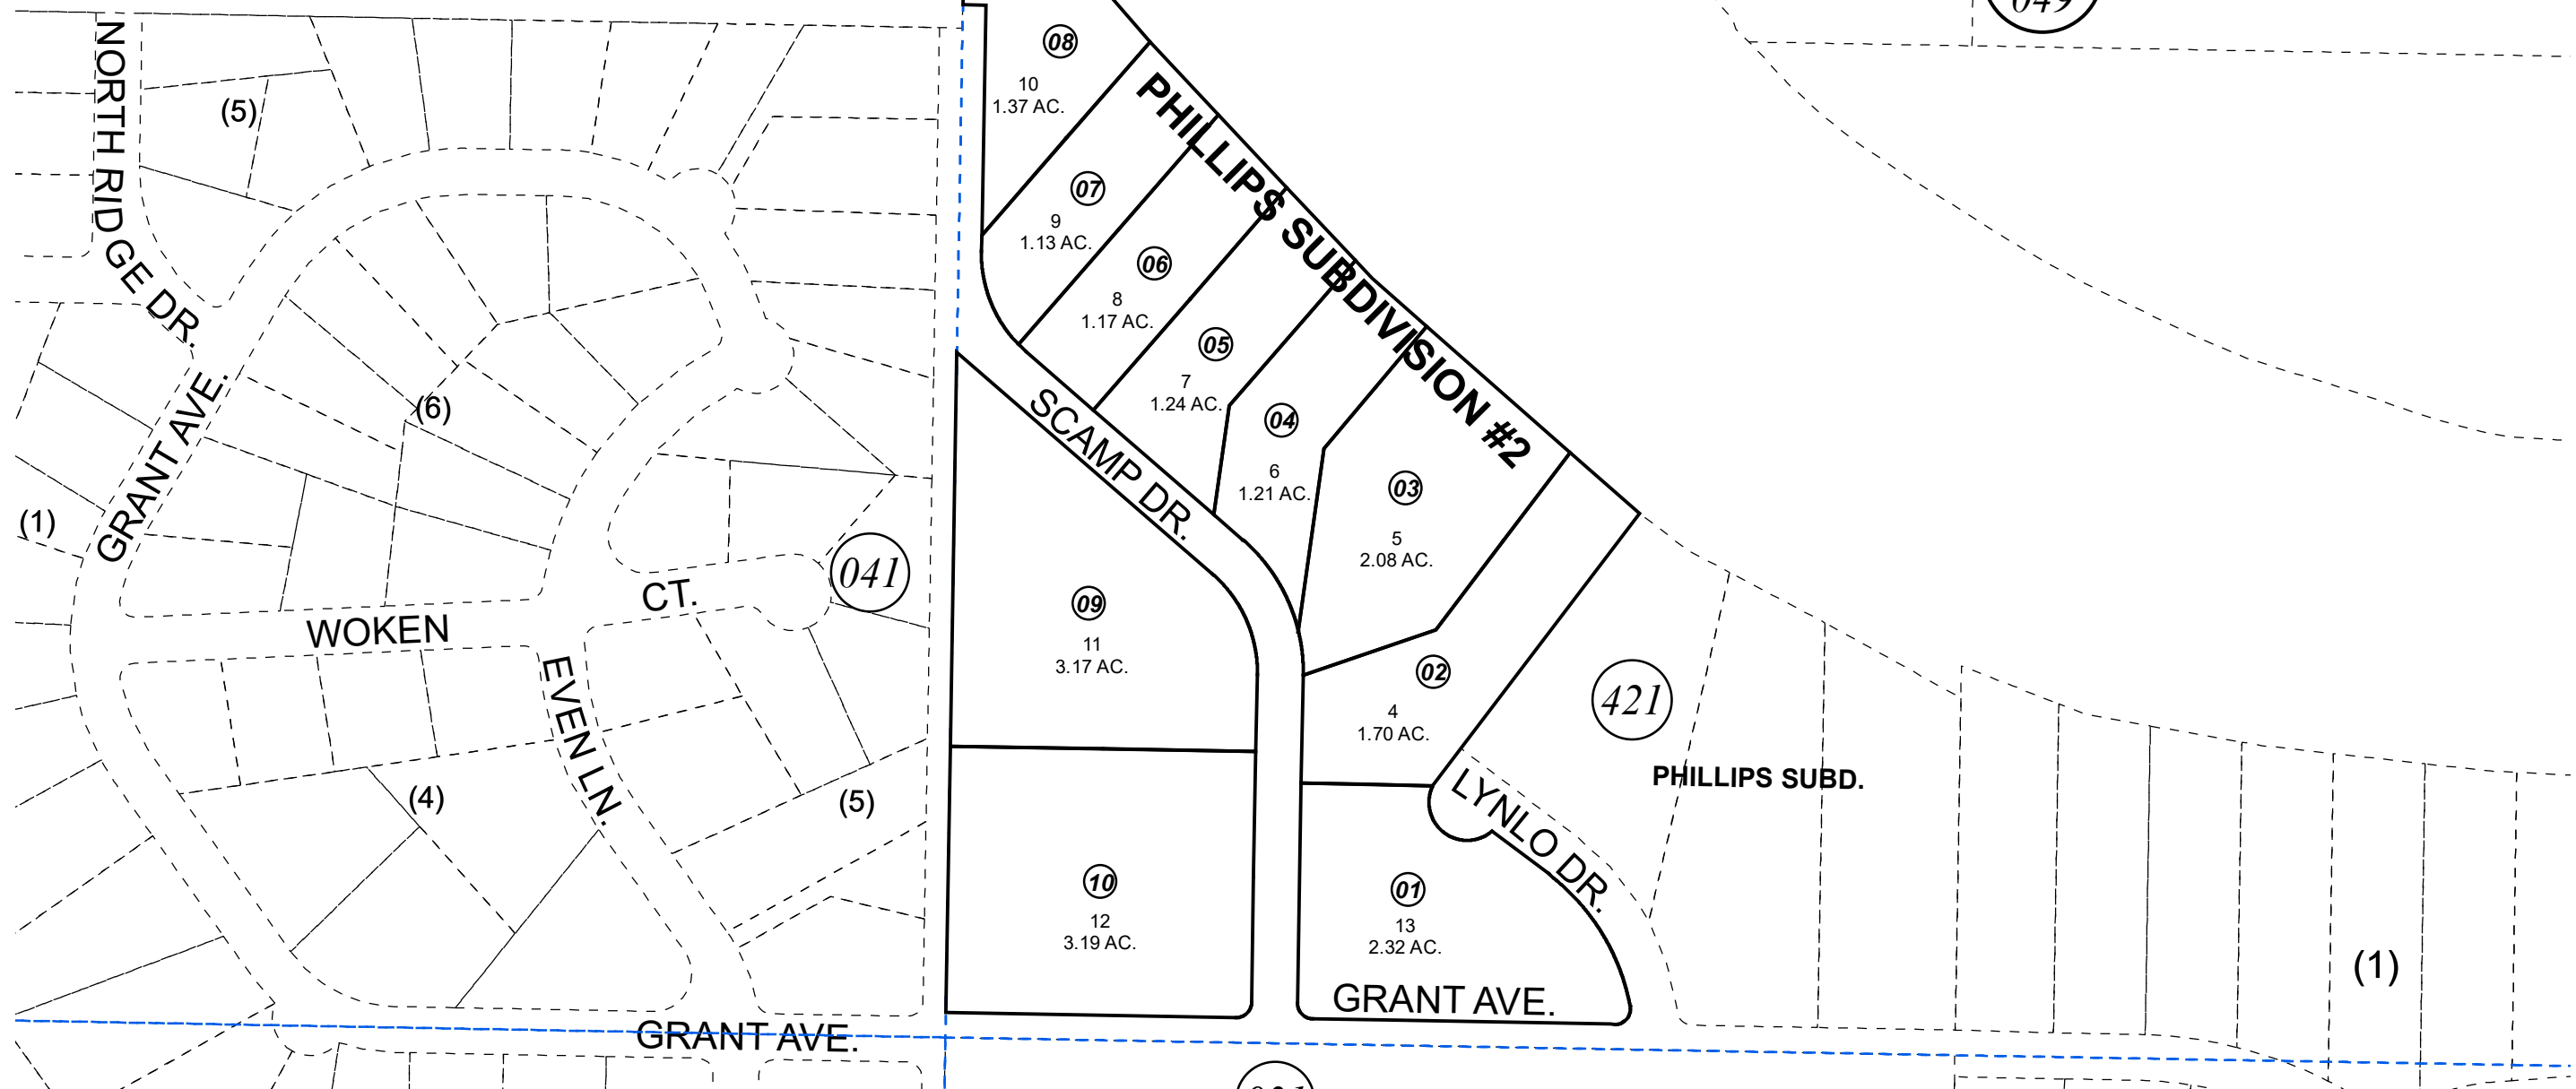 NORTH RIDGE DR.
(5)
08
10
1.37 AC.
PHILLIPS SUBDIVISION #2
049
07
9
1.13 AC.
06
8
1.17 AC.
05
7
1.24 AC.
04
6
1.21 AC.
03
5
2.08 AC.
GRANT AVE.
(6)
(1)
SCAMP DR.
041
CT.
WOKEN
EVEN LN.
09
11
3.17 AC.
02
4
1.70 AC.
421
PHILLIPS SUBD.
LYNLO DR.
(4)
(5)
10
12
3.19 AC.
01
13
2.32 AC.
(1)
GRANT AVE.
GRANT AVE.